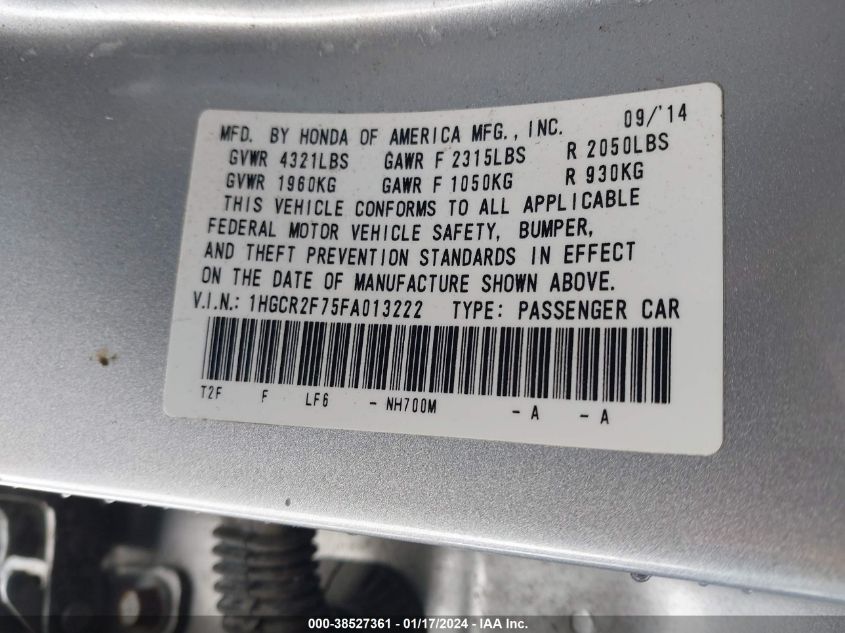 MFD. BY HONDA OF AMERICA MFG., INC. 09/'14
GVWR 4321LBS GAWR F 2315LBS R 2050LBS
GVWR 1960KG GAWR F 1050KG R 930KG
THIS VEHICLE CONFORMS TO ALL APPLICABLE
FEDERAL MOTOR VEHICLE SAFETY, BUMPER,
AND THEFT PREVENTION STANDARDS IN EFFECT
ON THE DATE OF MANUFACTURE SHOWN ABOVE.
V.I.N.: 1HGCR2F75FA013222 TYPE: PASSENGER CAR
T2F F LF6 - NH700M - A - A
000-38527361 - 01/17/2024 - IAA Inc.